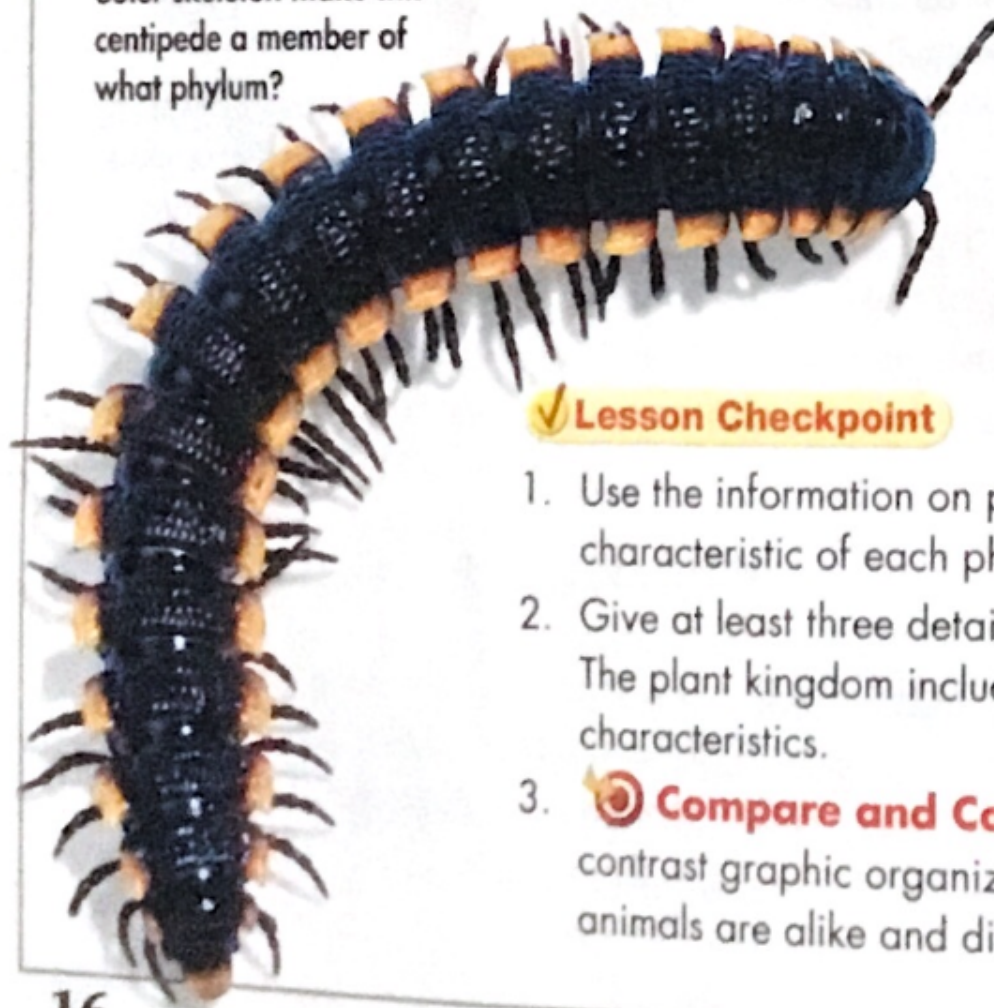 centipede a member of
what phylum?
✓ Lesson Checkpoint
1. Use the information on
characteristic of each
2. Give at least three
The plant kingdom
characteristics.
3. Compare and
contrast graphic
animals are alike and
16